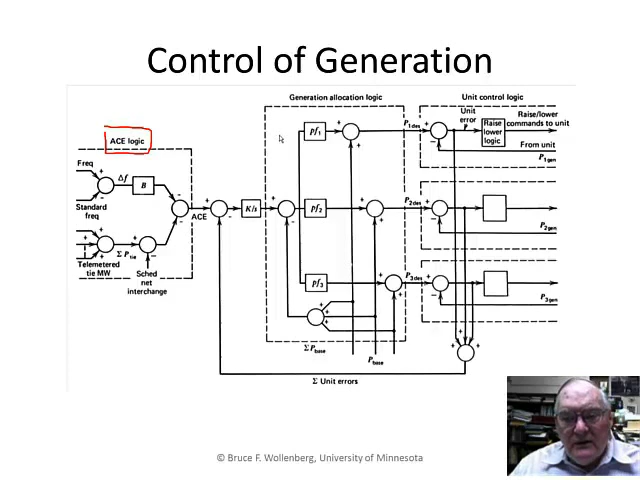 Control of Generation
Generation allocation logic
Unit control logic
ACE logic
Freq
+
Δf
B
-
Standard
freq
-
+
+
+
Telemetered
tie MW
Σ Ptie
-
Sched
net
interchange
-
-
ACE
+
-
K/s
+
-
pf1
+
+
pf2
+
+
pf3
+
+
+
+
+
Σ Pbase
Pbase
P1des
+
-
Unit
error
Raise
lower
logic
Raise/lower
commands to unit
From unit
P1gen
P2des
+
-
P2gen
P3des
+
-
P3gen
+
+
+
Σ Unit errors
© Bruce F. Wollenberg, University of Minnesota